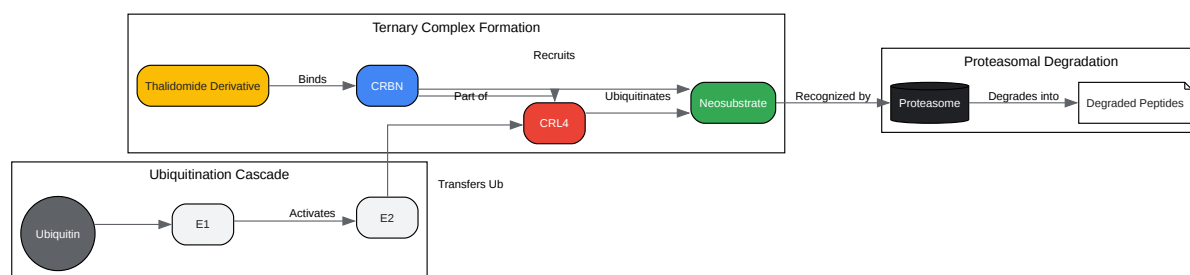 Ternary Complex Formation
Thalidomide Derivative
Binds
CRBN
Recruits
Part of
CRL4
Ubiquitinates
Neosubstrate
Recognized by
Proteasomal Degradation
Proteasome
Degrades into
Degraded Peptides
Ubiquitination Cascade
Ubiquitin
E1
Activates
E2
Transfers Ub